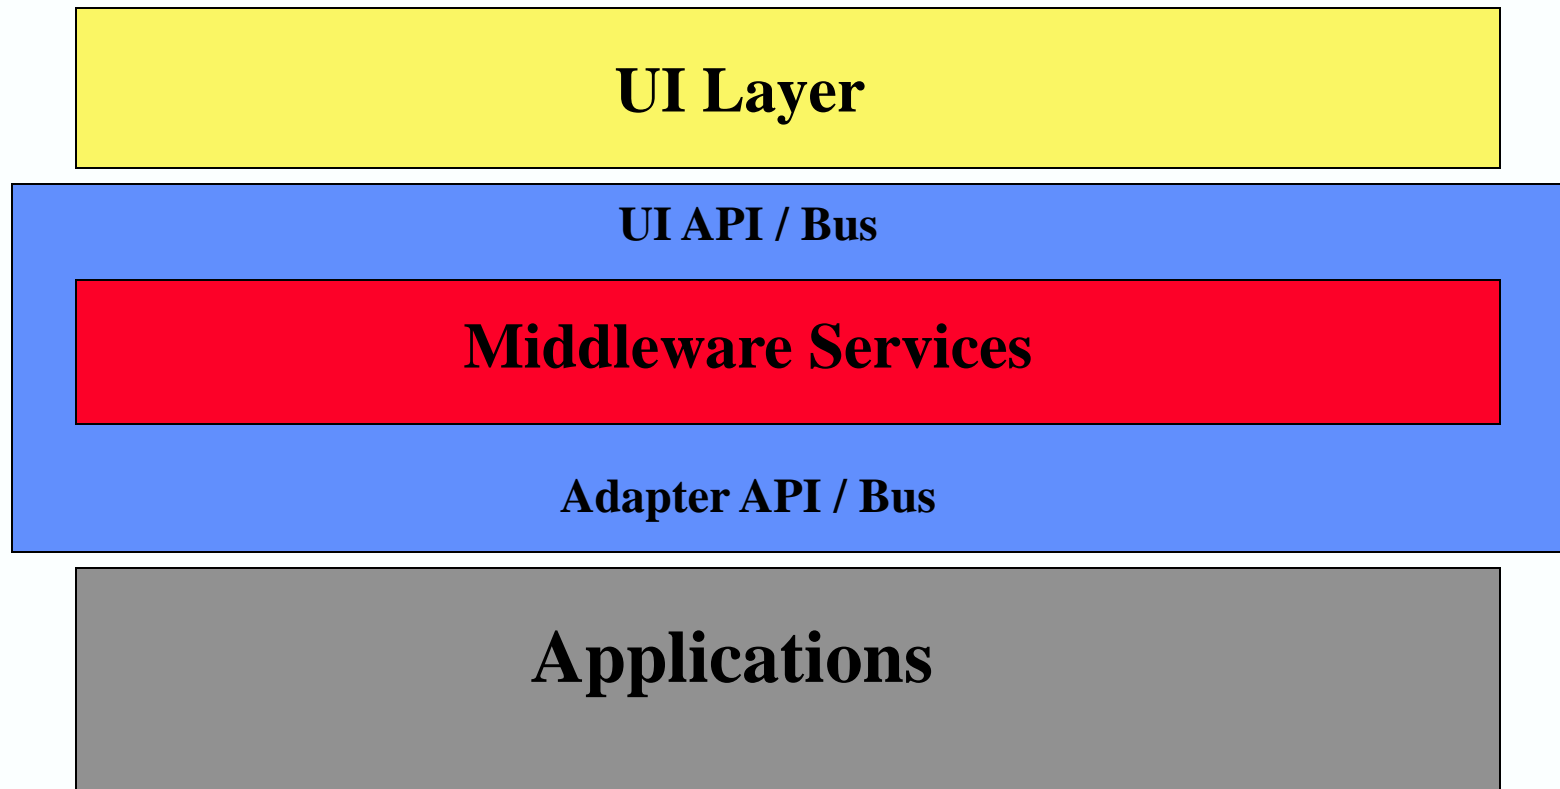 UI Layer
UI API / Bus
Middleware Services
Adapter API / Bus
Applications